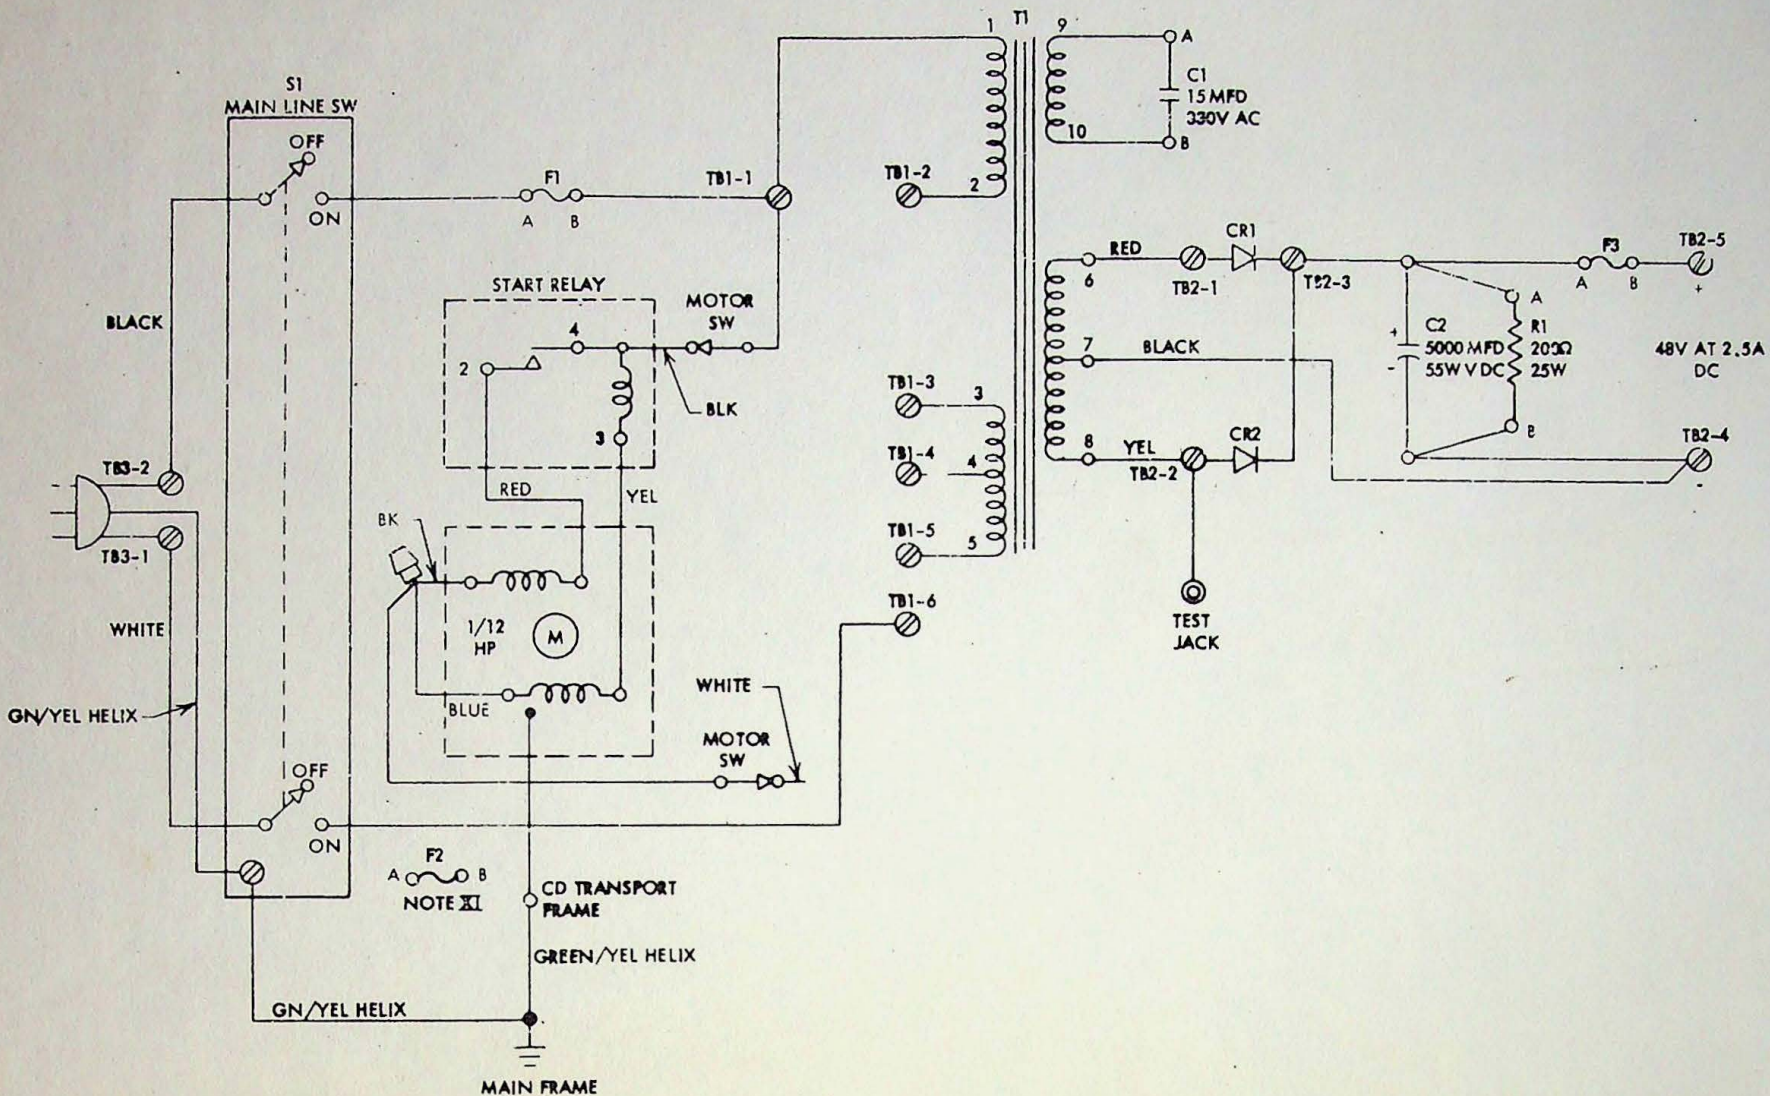 S1
MAIN LINE SW
OFF
ON
BLACK
TB3-2
TB3-1
WHITE
GN/YEL HELIX
OFF
ON
GN/YEL HELIX
F1
A B
TB1-1
START RELAY
4
2
3
MOTOR
SW
BLK
RED
YEL
BK
1/12
HP
M
BLUE
WHITE
MOTOR
SW
F2
A B
NOTE XI
CD TRANSPORT
FRAME
GREEN/YEL HELIX
MAIN FRAME
T1
1
2
TB1-2
TB1-3
3
TB1-4
4
TB1-5
5
TB1-6
9
10
A
C1
15 MFD
330V AC
B
6
RED
TB2-1
CR1
TB2-3
7
BLACK
8
YEL
TB2-2
CR2
TEST
JACK
+
C2
5000 MFD
55W V DC
-
A
R1
200Ω
25W
B
F3
A B
TB2-5
+
48V AT 2.5A
DC
TB2-4
-